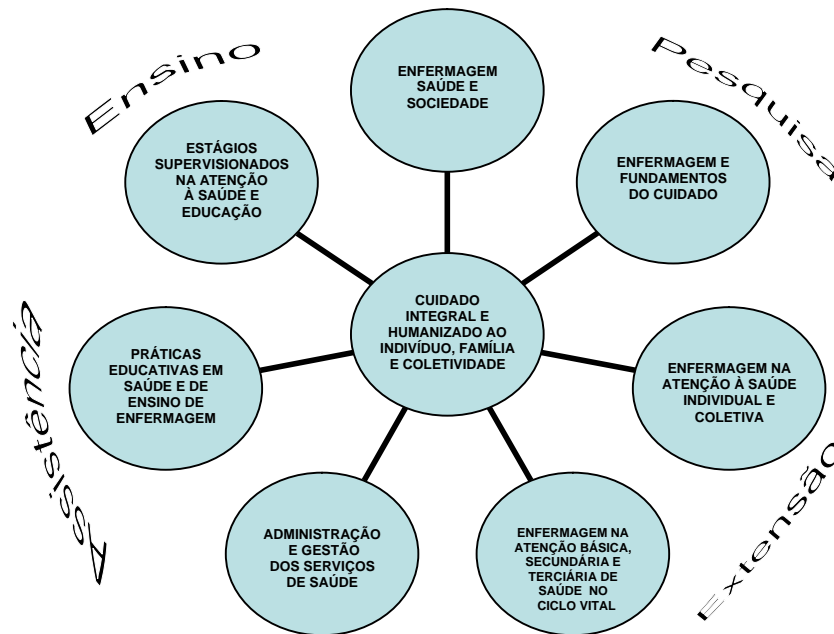 Ensino
Pesquisa
ENFERMAGEM
SAÚDE E
SOCIEDADE
ESTÁGIOS
SUPERVISIONADOS
NA ATENÇÃO
À SAÚDE E
EDUCAÇÃO
ENFERMAGEM E
FUNDAMENTOS
DO CUIDADO
CUIDADO
INTEGRAL E
HUMANIZADO AO
INDIVÍDUO, FAMÍLIA
E COLETIVIDADE
Assistência
PRÁTICAS
EDUCATIVAS EM
SAÚDE E DE
ENSINO DE
ENFERMAGEM
ENFERMAGEM NA
ATENÇÃO À SAÚDE
INDIVIDUAL E
COLETIVA
Extensão
ADMINISTRAÇÃO
E GESTÃO
DOS SERVIÇOS
DE SAÚDE
ENFERMAGEM NA
ATENÇÃO BÁSICA,
SECUNDÁRIA E
TERCIÁRIA DE
SAÚDE NO
CICLO VITAL